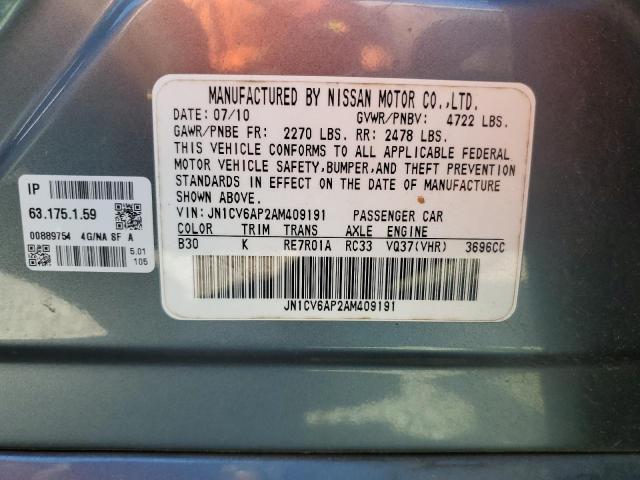 MANUFACTURED BY NISSAN MOTOR CO.,LTD.
DATE: 07/10 GVWR/PNBV: 4722 LBS.
GAWR/PNBE FR: 2270 LBS. RR: 2478 LBS.
THIS VEHICLE CONFORMS TO ALL APPLICABLE FEDERAL
MOTOR VEHICLE SAFETY,BUMPER,AND THEFT PREVENTION
STANDARDS IN EFFECT ON THE DATE OF MANUFACTURE
SHOWN ABOVE.
VIN: JN1CV6AP2AM409191 PASSENGER CAR
COLOR TRIM TRANS AXLE ENGINE
B30 K RE7R01A RC33 VQ37(VHR) 3696CC
JN1CV6AP2AM409191
IP
63.175.1.59
00889754 4G/NA SF A
5.01
105